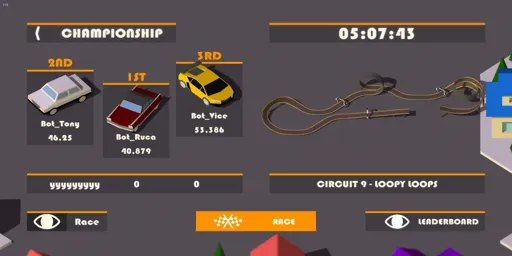 CHAMPIONSHIP
05:07:43
2ND
1ST
3RD
Bot_Tony
46.25
Bot_Ruca
40.879
Bot_Vice
53.386
yyyyyyyyy 0 0
CIRCUIT 9 - LOOPY LOOPS
Race
RACE
LEADERBOARD